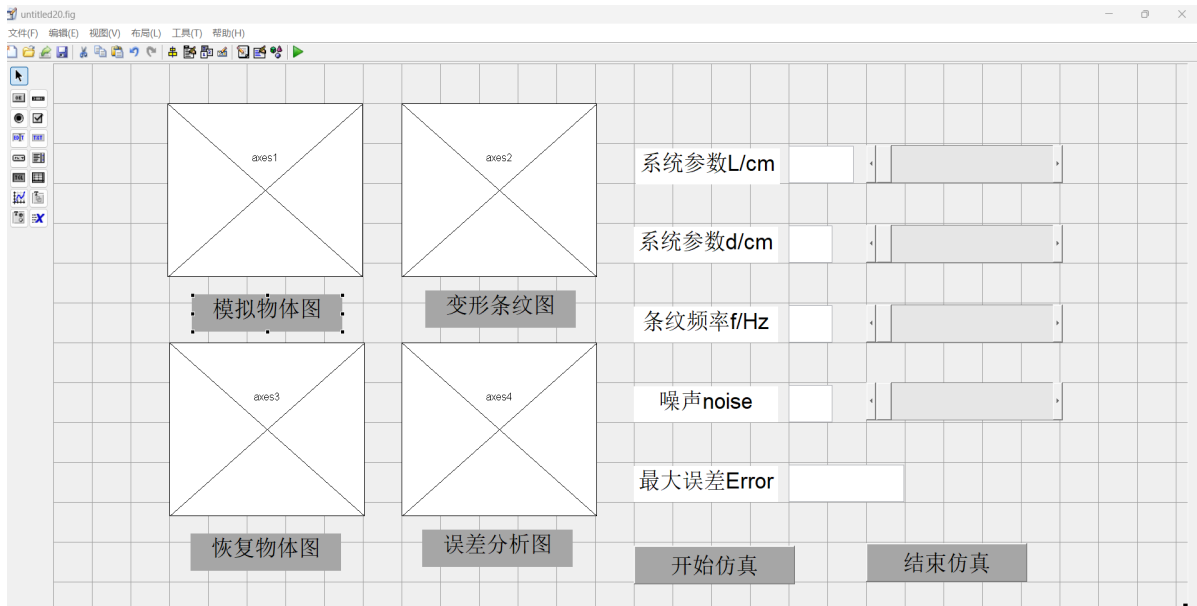 untitled20.fig
文件(F) 编辑(E) 视图(V) 布局(L) 工具(T) 帮助(H)
axes1
axes2
系统参数L/cm
系统参数d/cm
模拟物体图
变形条纹图
条纹频率f/Hz
axes3
axes4
噪声noise
最大误差Error
恢复物体图
误差分析图
开始仿真
结束仿真